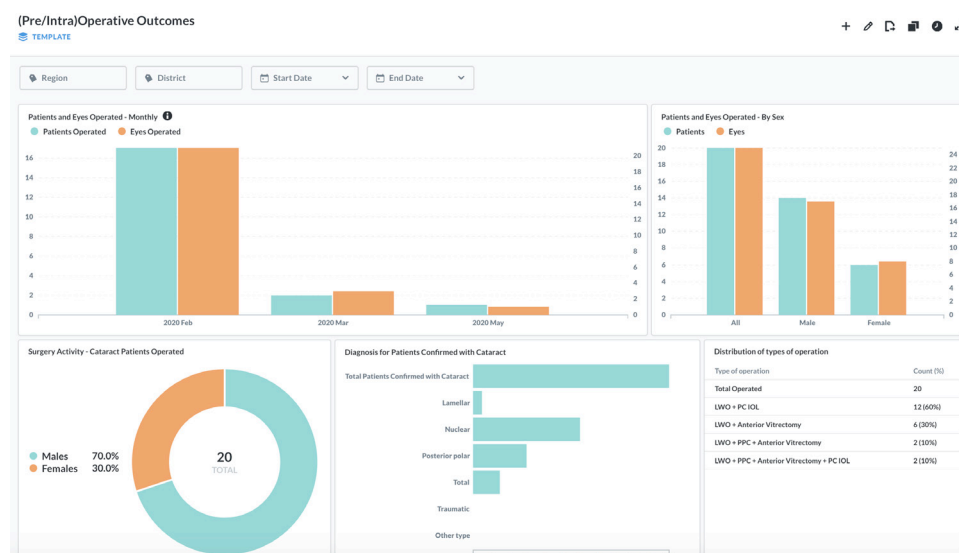 (Pre/Intra)Operative Outcomes
TEMPLATE
Region
District
Start Date
End Date
Patients and Eyes Operated - Monthly
Patients Operated
Eyes Operated
16
14
12
10
8
6
4
2
0
20
18
16
14
12
10
8
6
4
2
0
2020 Feb
2020 Mar
2020 May
Patients and Eyes Operated - By Sex
Patients
Eyes
20
18
16
14
12
10
8
6
4
2
0
24
22
20
18
16
14
12
10
8
6
4
2
0
All
Male
Female
Surgery Activity - Cataract Patients Operated
Males 70.0%
Females 30.0%
20
TOTAL
Diagnosis for Patients Confirmed with Cataract
Total Patients Confirmed with Cataract
Lamellar
Nuclear
Posterior polar
Total
Traumatic
Other type
Distribution of types of operation
Type of operation Count (%)
Total Operated 20
LWO + PC IOL 12 (60%)
LWO + Anterior Vitrectomy 6 (30%)
LWO + PPC + Anterior Vitrectomy 2 (10%)
LWO + PPC + Anterior Vitrectomy + PC IOL 2 (10%)